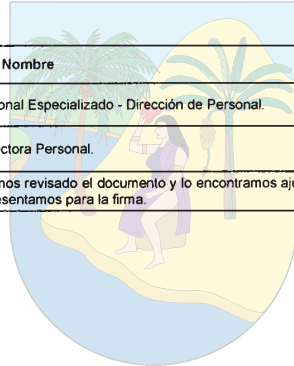 Nombre
onal Especializado - Dirección de Personal.
ctora Personal.
mos revisado el documento y lo encontramos aju
esentamos para la firma.